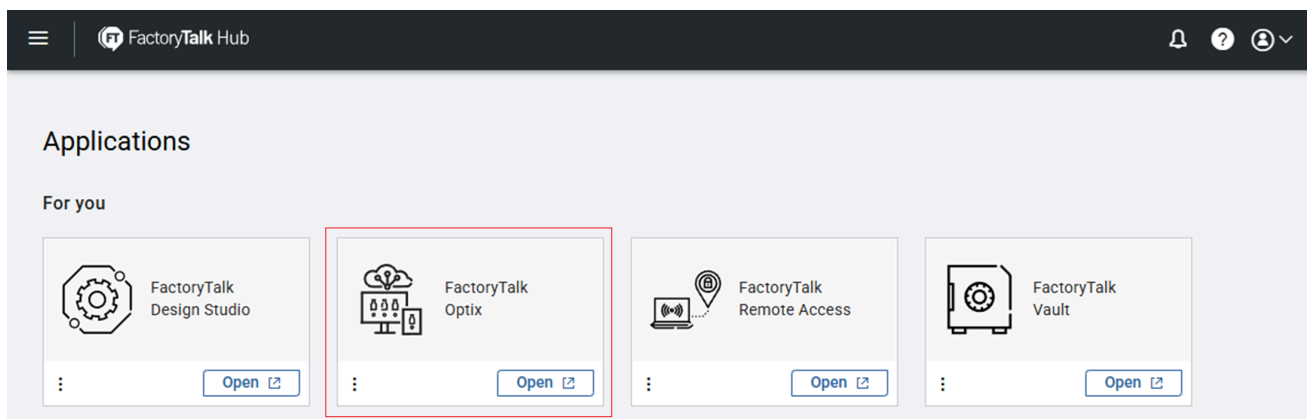 FactoryTalk Hub
Applications
For you
FactoryTalk
Design Studio
FactoryTalk
Optix
FactoryTalk
Remote Access
FactoryTalk
Vault
Open
Open
Open
Open